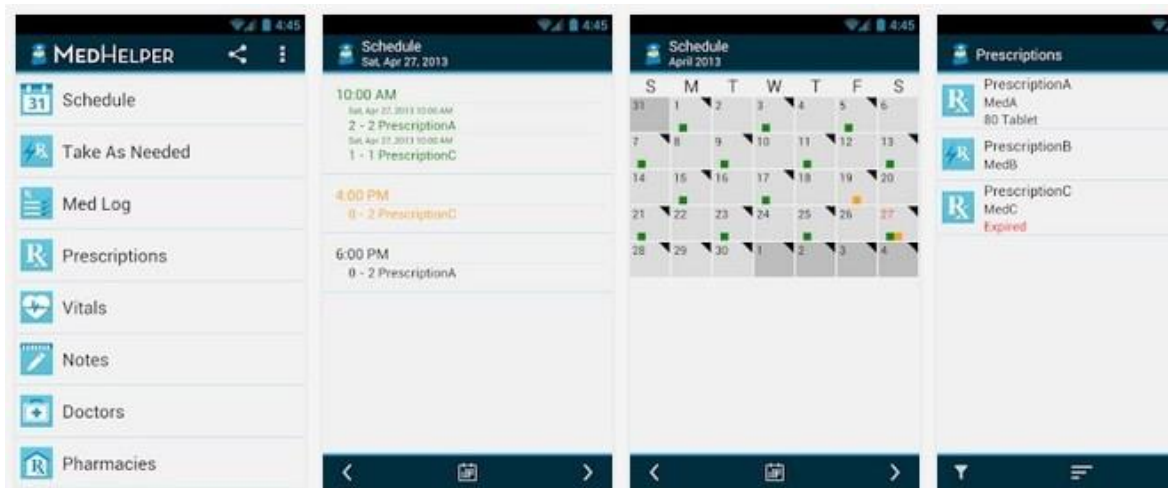 4:45
MEDHELPER
31 Schedule
Take As Needed
Med Log
Rx Prescriptions
Vitals
Notes
Doctors
R Pharmacies
4:45
Schedule
Sat, Apr 27, 2013
10:00 AM
Sat, Apr 27, 2013 10:00 AM
2 - 2 PrescriptionA
Sat, Apr 27, 2013 10:00 AM
1 - 1 PrescriptionC
4:00 PM
0 - 2 PrescriptionC
6:00 PM
0 - 2 PrescriptionA
4:45
Schedule
April 2013
S M T W T F S
31 1 2 3 4 5 6
7 8 9 10 11 12 13
14 15 16 17 18 19 20
21 22 23 24 25 26 27
28 29 30 1 2 3 4
Prescriptions
Rx PrescriptionA
MedA
80 Tablet
Rx PrescriptionB
MedB
Rx PrescriptionC
MedC
Expired